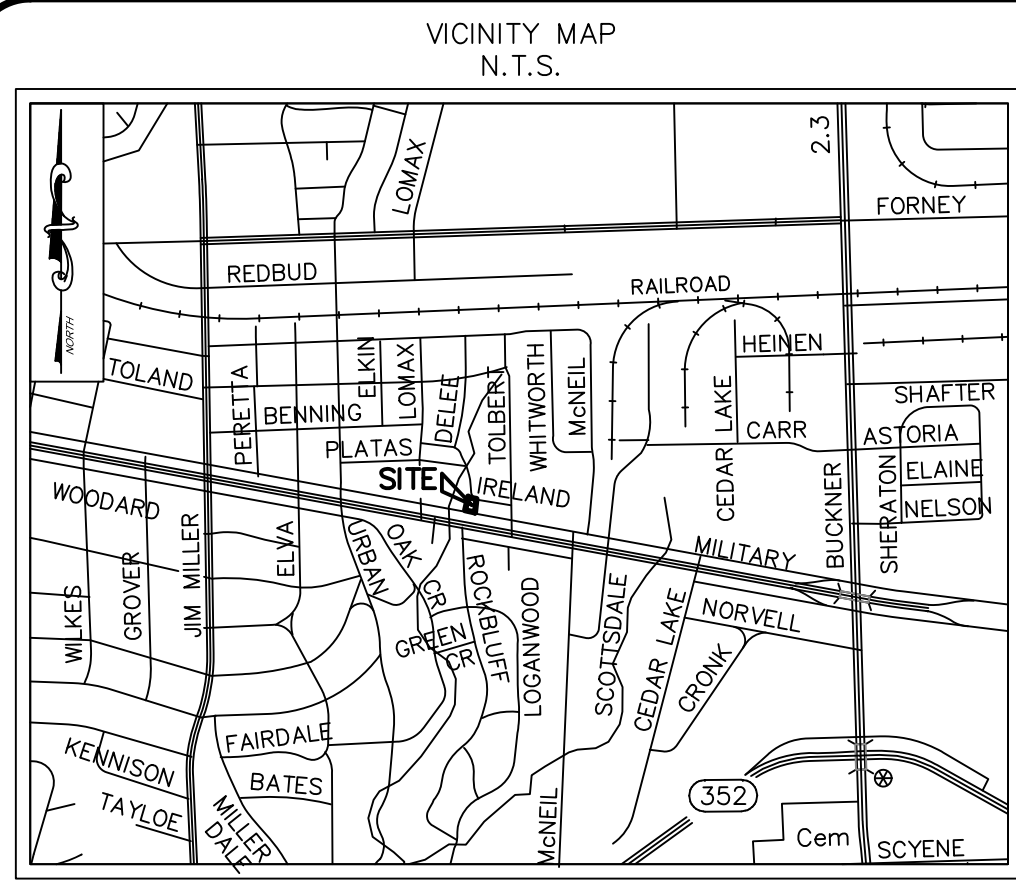 VICINITY MAP
N.T.S.
LOMAX
2.3
FORNEY
REDBUD
RAILROAD
NORTH
TOLAND
PERETTA
ELKIN
LOMAX
DELEE
TOLBERT
WHITWORTH
McNEIL
HEINEN
SHAFTER
BENNING
PLATAS
CEDAR LAKE
CARR
ASTORIA
ELAINE
NELSON
SITE
IRELAND
WOODARD
BUCKNER
SHERATON
MILITARY
WILKES
GROVER
JIM MILLER
ELVA
URBAN
OAK
CR
GREEN
CR
ROCKBLUFF
LOGANWOOD
SCOTTSDALE
CEDAR LAKE
NORVELL
CRONK
KENNISON
TAYLOE
FAIRDALE
BATES
MILLER
DALE
McNEIL
352
Cem
SCYENE